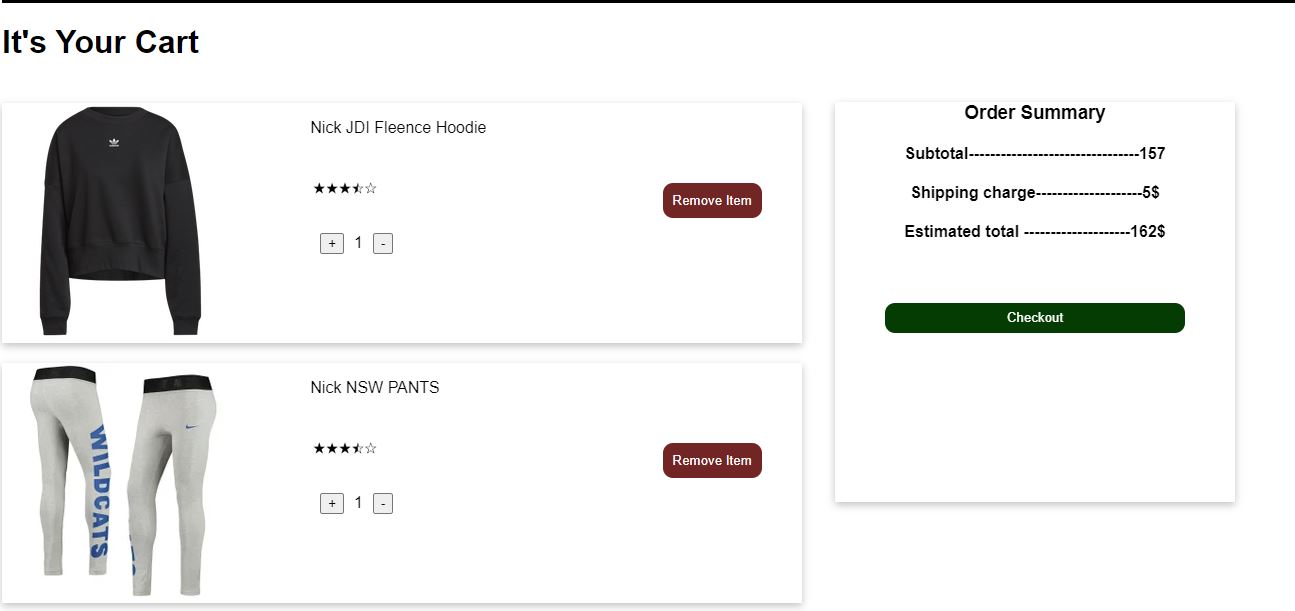 It's Your Cart
Nick JDI Fleence Hoodie
★★★⯪☆
Remove Item
+ 1 -
WILDCATS
Nick NSW PANTS
★★★⯪☆
Remove Item
+ 1 -
Order Summary
Subtotal--------------------------------157
Shipping charge--------------------5$
Estimated total --------------------162$
Checkout